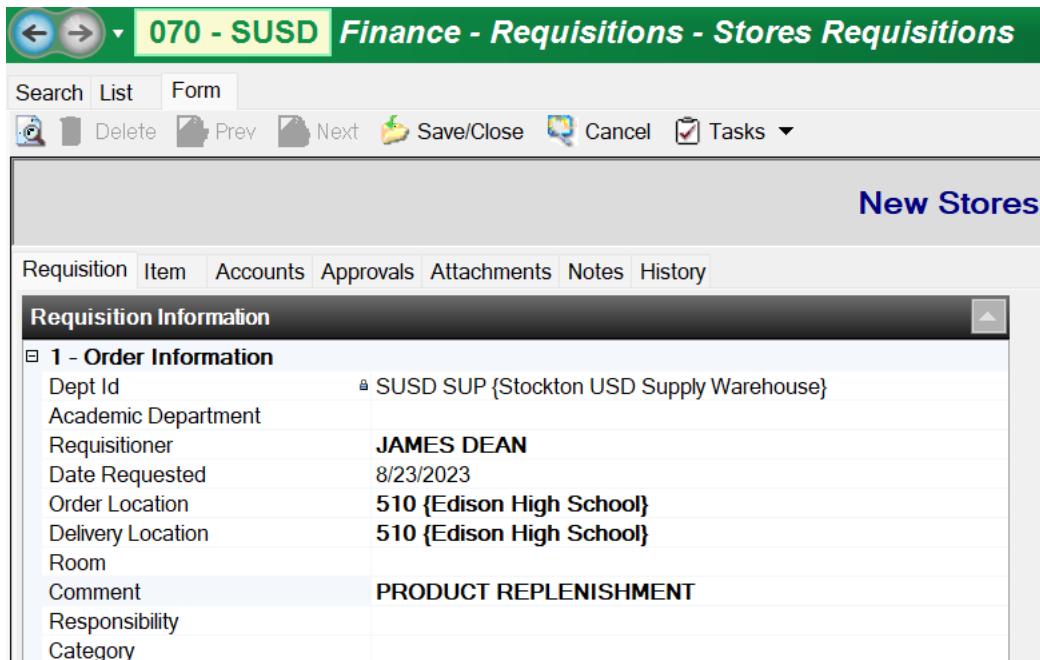 070 - SUSD Finance - Requisitions - Stores Requisitions
Search List Form
Delete Prev Next Save/Close Cancel Tasks
New Stores
Requisition Item Accounts Approvals Attachments Notes History
Requisition Information
1 - Order Information
Dept Id SUSD SUP {Stockton USD Supply Warehouse}
Academic Department
Requisitioner JAMES DEAN
Date Requested 8/23/2023
Order Location 510 {Edison High School}
Delivery Location 510 {Edison High School}
Room
Comment PRODUCT REPLENISHMENT
Responsibility
Category